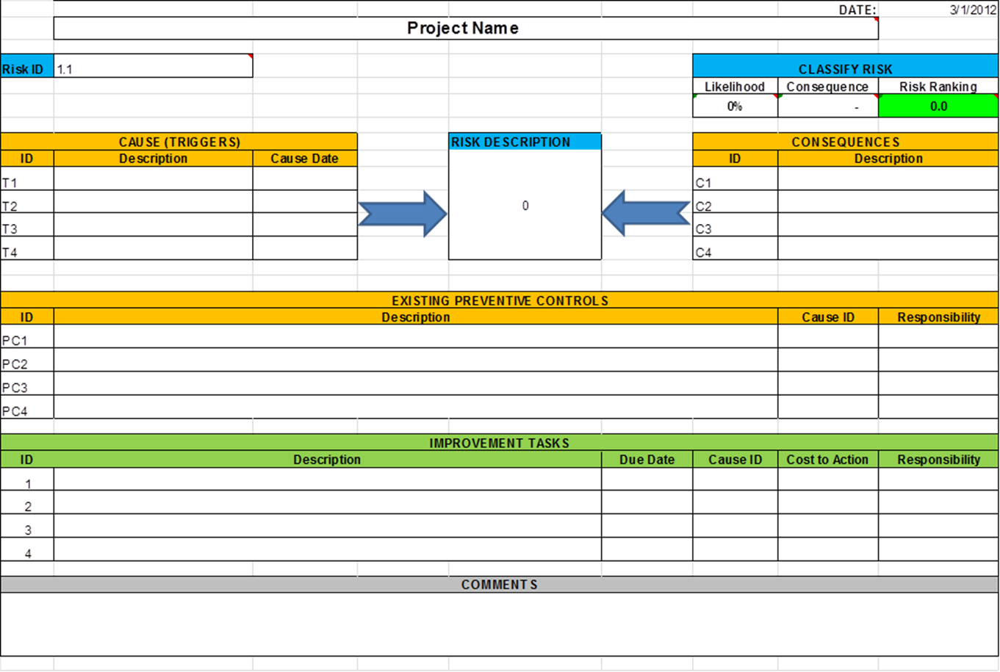 DATE: 3/1/2012
Project Name
Risk ID 1.1
CLASSIFY RISK
Likelihood Consequence Risk Ranking
0% - 0.0
CAUSE (TRIGGERS) RISK DESCRIPTION CONSEQUENCES
ID Description Cause Date ID Description
T1 C1
T2 0 C2
T3 C3
T4 C4
EXISTING PREVENTIVE CONTROLS
ID Description Cause ID Responsibility
PC1
PC2
PC3
PC4
IMPROVEMENT TASKS
ID Description Due Date Cause ID Cost to Action Responsibility
1
2
3
4
COMMENTS